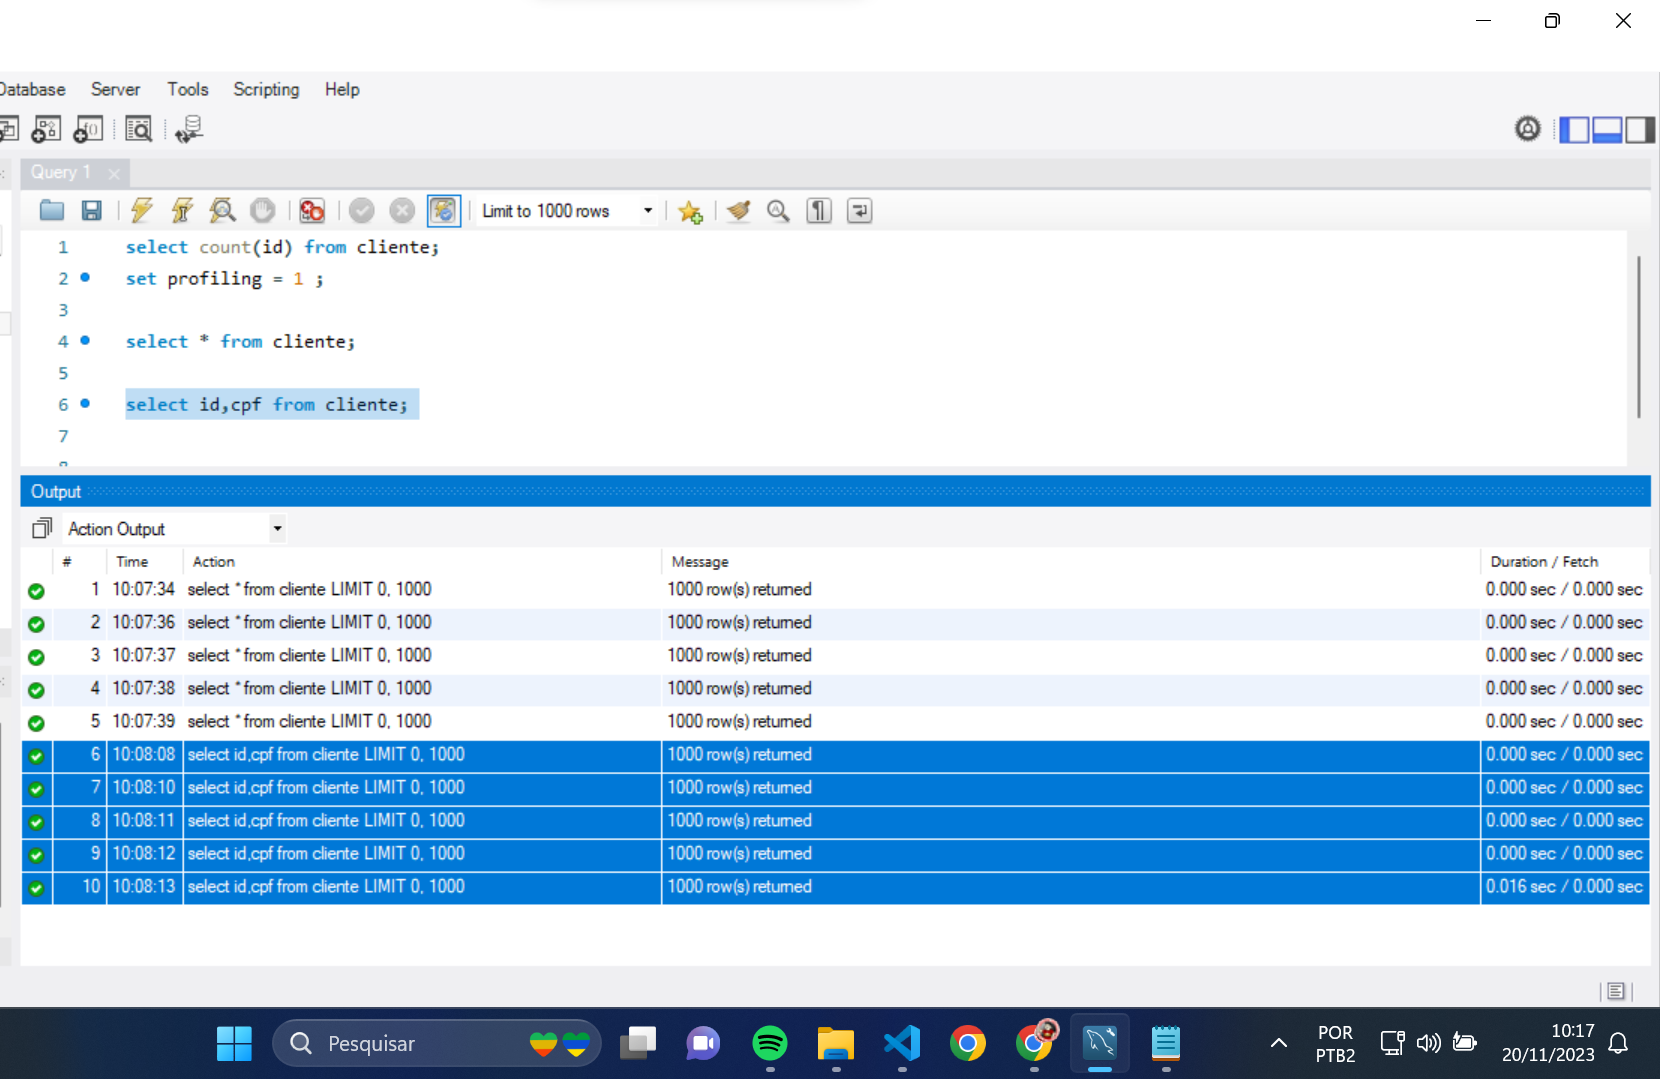 Database Server Tools Scripting Help
Query 1
Limit to 1000 rows
1 select count(id) from cliente;
2 set profiling = 1 ;
3
4 select * from cliente;
5
6 select id,cpf from cliente;
7
8
Output
Action Output
# Time Action Message Duration / Fetch
1 10:07:34 select * from cliente LIMIT 0, 1000 1000 row(s) returned 0.000 sec / 0.000 sec
2 10:07:36 select * from cliente LIMIT 0, 1000 1000 row(s) returned 0.000 sec / 0.000 sec
3 10:07:37 select * from cliente LIMIT 0, 1000 1000 row(s) returned 0.000 sec / 0.000 sec
4 10:07:38 select * from cliente LIMIT 0, 1000 1000 row(s) returned 0.000 sec / 0.000 sec
5 10:07:39 select * from cliente LIMIT 0, 1000 1000 row(s) returned 0.000 sec / 0.000 sec
6 10:08:08 select id,cpf from cliente LIMIT 0, 1000 1000 row(s) returned 0.000 sec / 0.000 sec
7 10:08:10 select id,cpf from cliente LIMIT 0, 1000 1000 row(s) returned 0.000 sec / 0.000 sec
8 10:08:11 select id,cpf from cliente LIMIT 0, 1000 1000 row(s) returned 0.000 sec / 0.000 sec
9 10:08:12 select id,cpf from cliente LIMIT 0, 1000 1000 row(s) returned 0.000 sec / 0.000 sec
10 10:08:13 select id,cpf from cliente LIMIT 0, 1000 1000 row(s) returned 0.016 sec / 0.000 sec
Pesquisar
POR
PTB2
10:17
20/11/2023